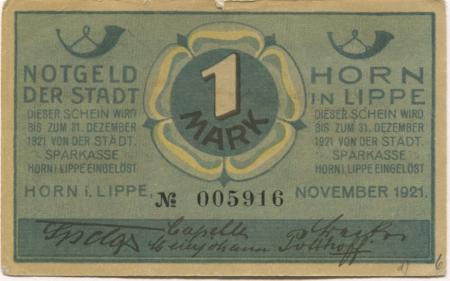 NOTGELD
DER STADT
DIESER SCHEIN WIRD
BIS ZUM 31. DEZEMBER
1921 VON DER STÄDT.
SPARKASSE
HORN I LIPPE EINGELÖST
HORN i. LIPPE,
1
MARK
HORN
IN LIPPE
DIESER SCHEIN WIRD
BIS ZUM 31. DEZEMBER
1921 VON DER STÄDT.
SPARKASSE
HORN I LIPPE EINGELÖST
NOVEMBER 1921.
№ 005916
Capelle